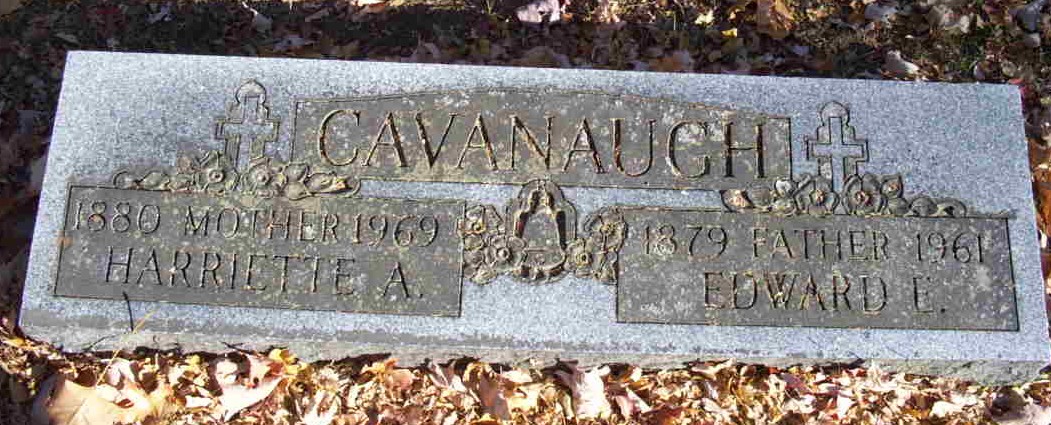 CAVANAUGH
1880 MOTHER 1969
HARRIETTE A.
1879 FATHER 1961
EDWARD E.